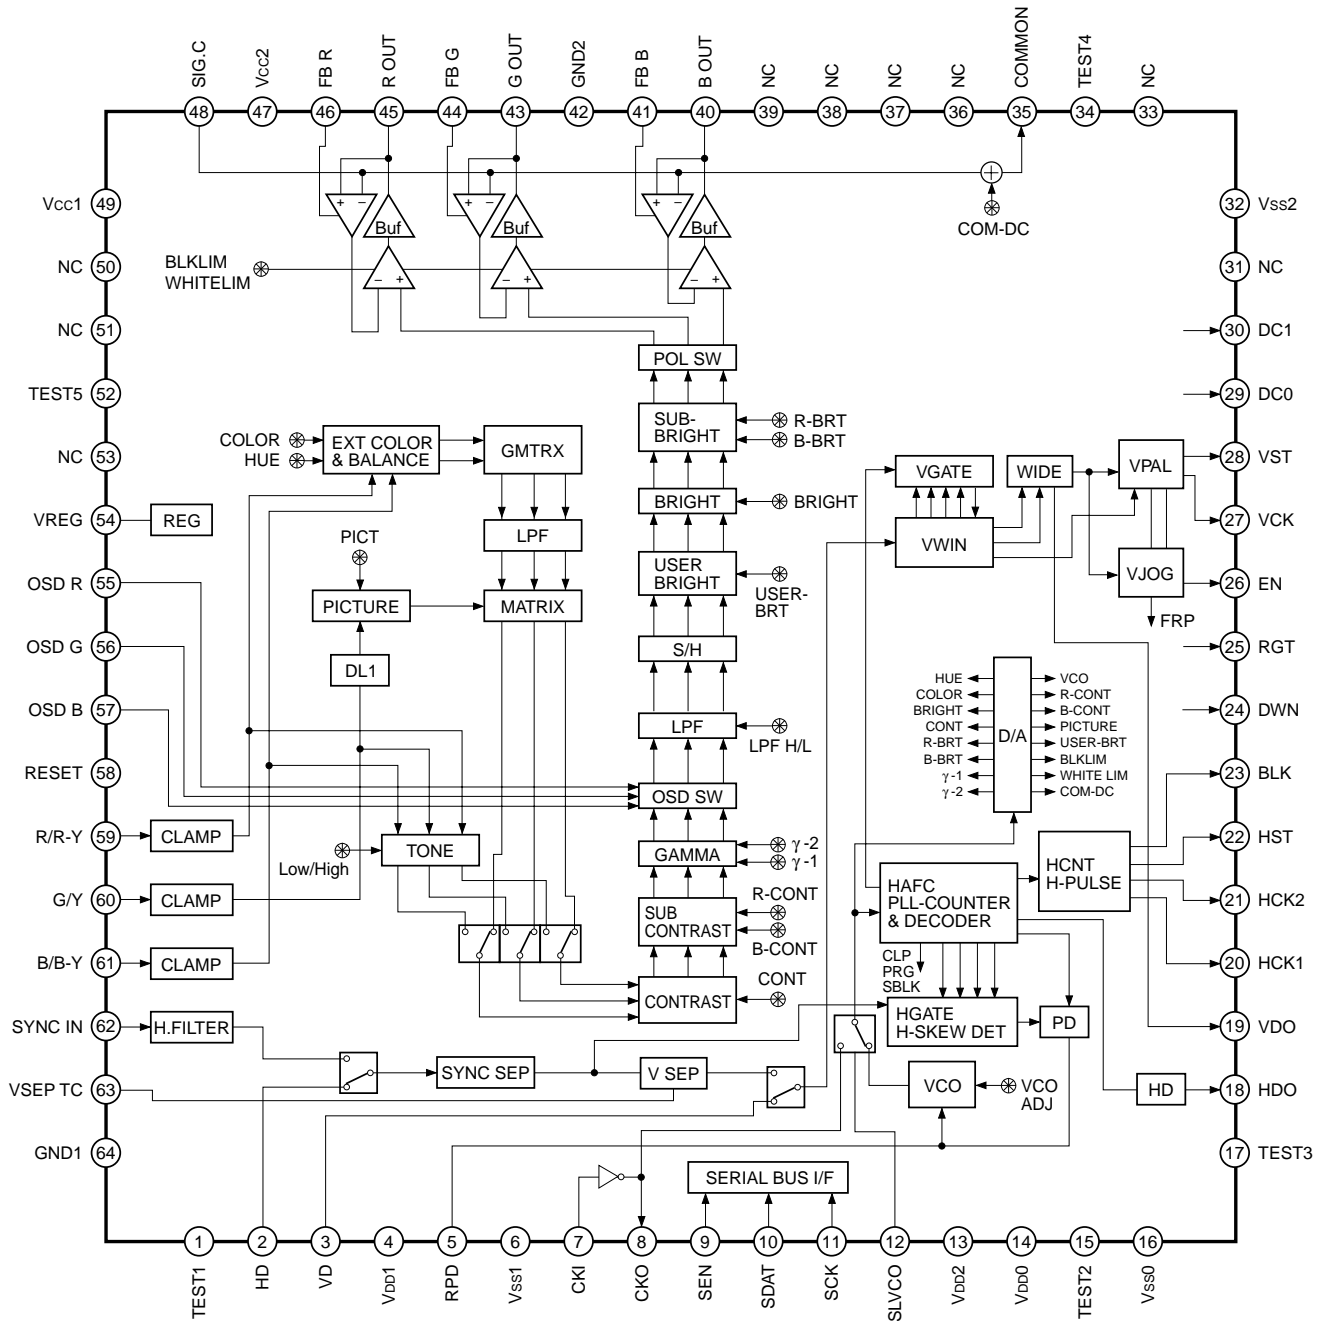 SIG.C
Vcc2
FB R
R OUT
FB G
G OUT
GND2
FB B
B OUT
NC
NC
NC
NC
COMMON
TEST4
NC
48
47
46
45
44
43
42
41
40
39
38
37
36
35
34
33
Vcc1 49
NC 50
NC 51
TEST5 52
NC 53
VREG 54
OSD R 55
OSD G 56
OSD B 57
RESET 58
R/R-Y 59
G/Y 60
B/B-Y 61
SYNC IN 62
VSEP TC 63
GND1 64
32 Vss2
31 NC
30 DC1
29 DC0
28 VST
27 VCK
26 EN
25 RGT
24 DWN
23 BLK
22 HST
21 HCK2
20 HCK1
19 VDO
18 HDO
17 TEST3
+ −
+ −
+ −
Buf
Buf
Buf
− +
− +
− +
+
COM-DC
BLKLIM
WHITELIM
POL SW
SUB-
BRIGHT
R-BRT
B-BRT
BRIGHT
BRIGHT
USER
BRIGHT
USER-
BRT
S/H
LPF
LPF H/L
OSD SW
GAMMA
γ-2
γ-1
SUB
CONTRAST
R-CONT
B-CONT
CONTRAST
CONT
COLOR
HUE
EXT COLOR
& BALANCE
GMTRX
LPF
MATRIX
REG
PICT
PICTURE
DL1
CLAMP
CLAMP
CLAMP
H.FILTER
Low/High
TONE
SYNC SEP
V SEP
VGATE
WIDE
VPAL
VWIN
VJOG
FRP
D/A
HUE
COLOR
BRIGHT
CONT
R-BRT
B-BRT
γ-1
γ-2
VCO
R-CONT
B-CONT
PICTURE
USER-BRT
BLKLIM
WHITE LIM
COM-DC
HAFC
PLL-COUNTER
& DECODER
HCNT
H-PULSE
CLP
PRG
SBLK
HGATE
H-SKEW DET
PD
VCO
VCO
ADJ
HD
SERIAL BUS I/F
1
2
3
4
5
6
7
8
9
10
11
12
13
14
15
16
TEST1
HD
VD
VDD1
RPD
Vss1
CKI
CKO
SEN
SDAT
SCK
SLVCO
VDD2
VDD0
TEST2
Vss0